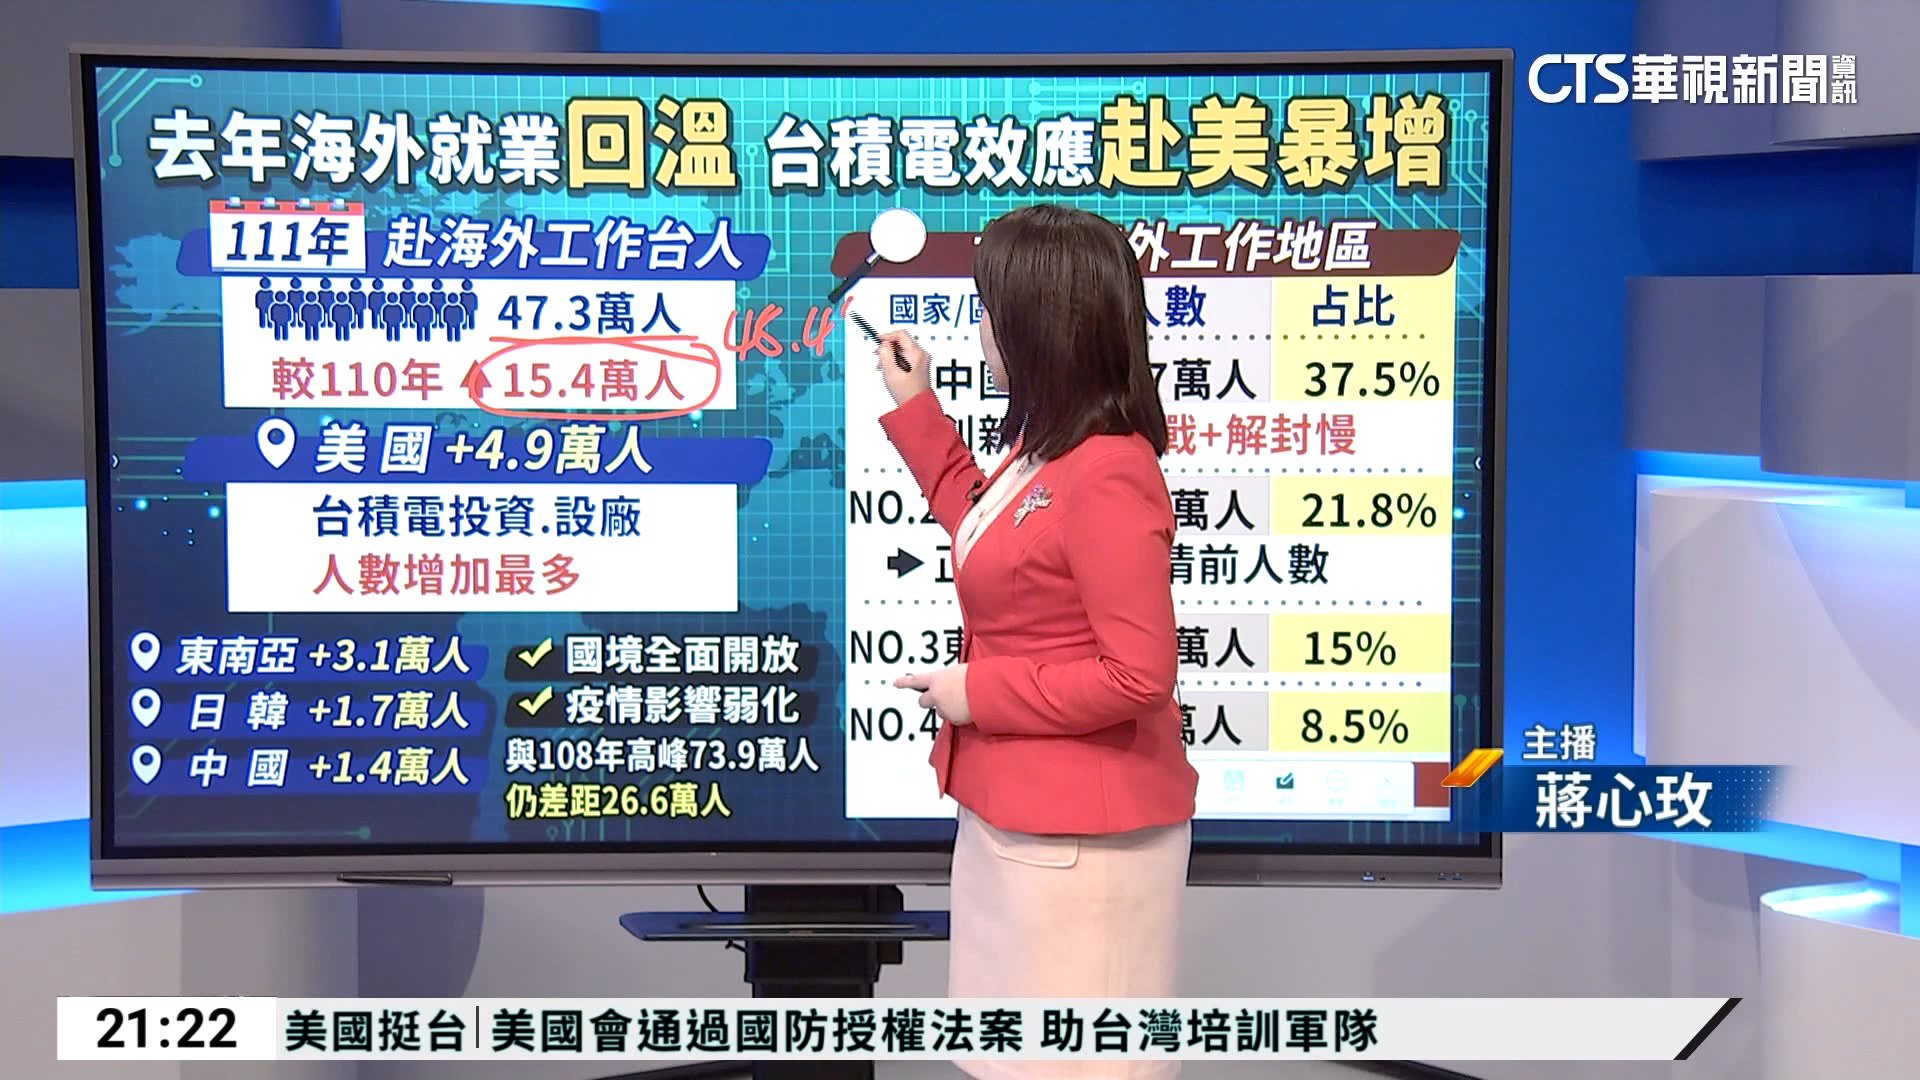 CTS華視新聞資訊
去年海外就業回溫 台積電效應赴美暴增
111年 赴海外工作台人
47.3萬人
48.4
較110年 15.4萬人
美國 +4.9萬人
台積電投資.設廠
人數增加最多
東南亞 +3.1萬人
日韓 +1.7萬人
中國 +1.4萬人
國境全面開放
疫情影響弱化
與108年高峰73.9萬人
仍差距26.6萬人
外工作地區
國家/ 人數 占比
中國 7萬人 37.5%
創新 戰+解封慢
NO.2 萬人 21.8%
情前人數
NO.3東 萬人 15%
NO.4 萬人 8.5%
主播
蔣心玫
21:22 美國挺台 美國會通過國防授權法案 助台灣培訓軍隊